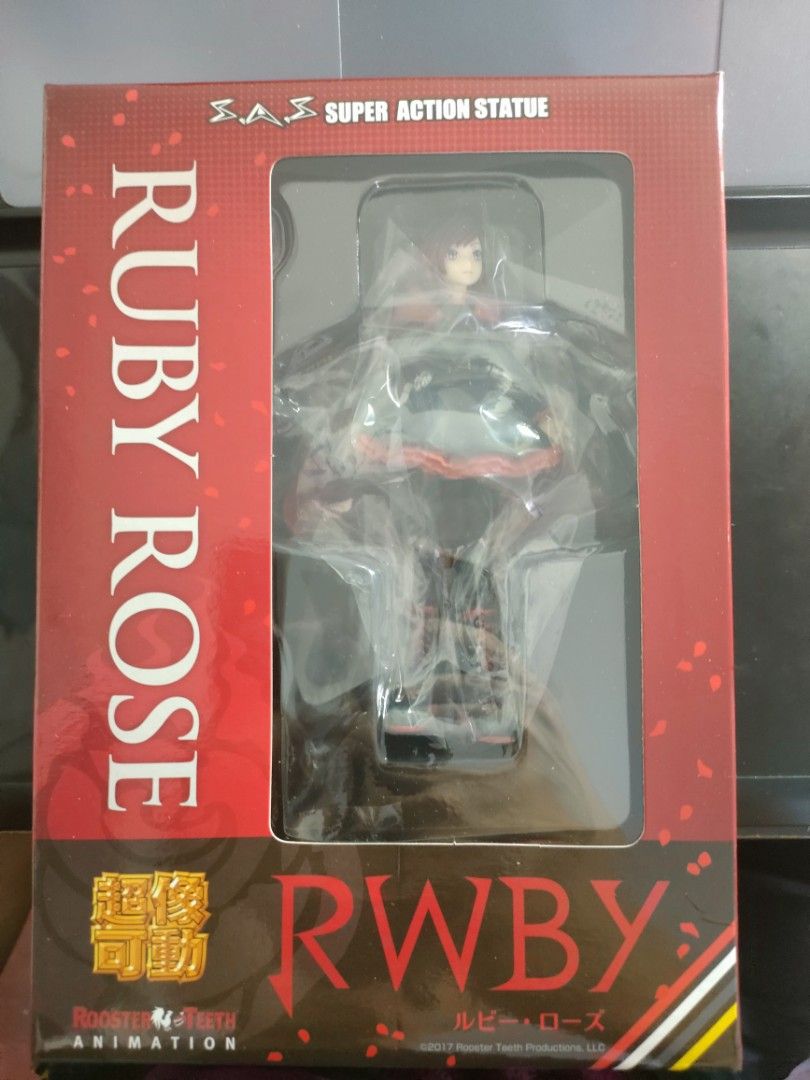 S.A.S SUPER ACTION STATUE
RUBY ROSE
超像
可動
RWBY
ROOSTER TEETH
ANIMATION
ルビー・ローズ
©2017 Rooster Teeth Productions, LLC